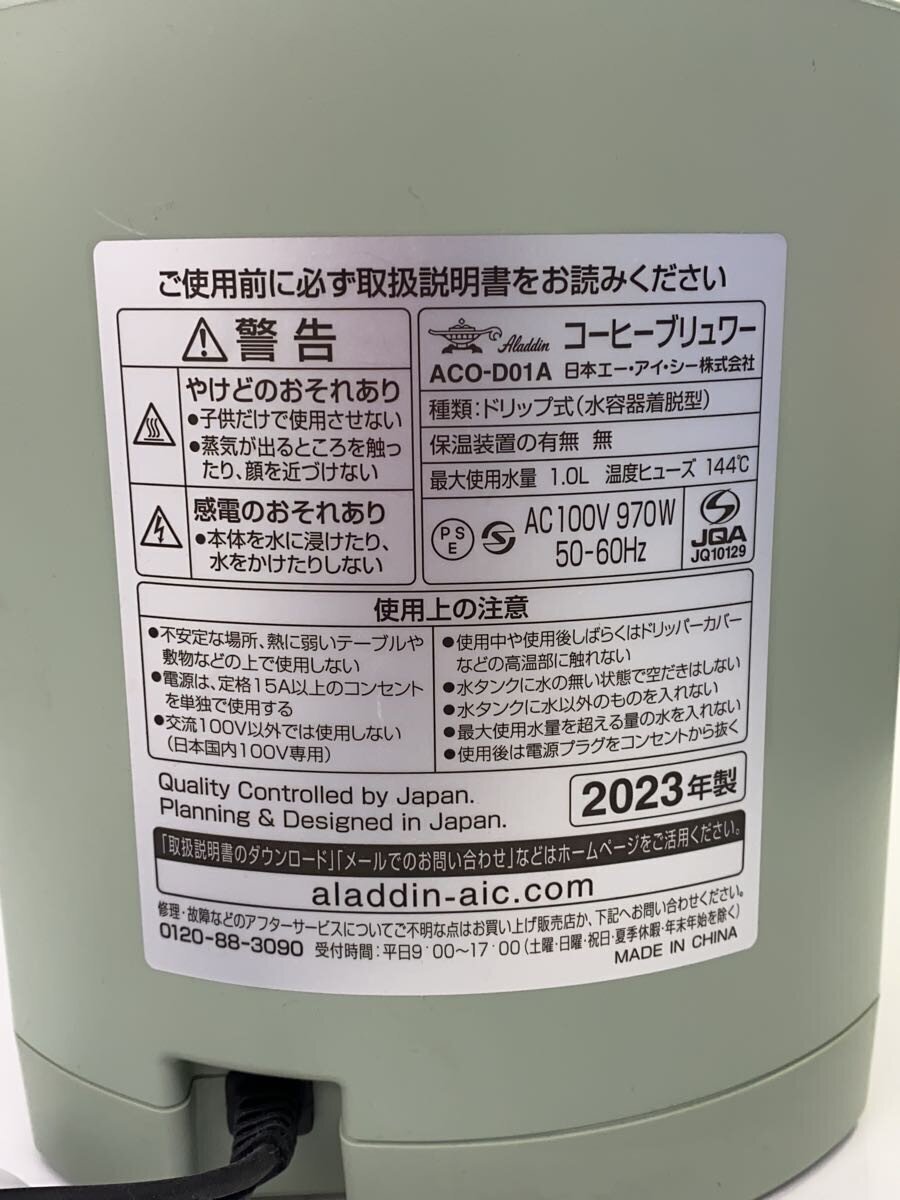 ご使用前に必ず取扱説明書をお読みください
警告
やけどのおそれあり
●子供だけで使用させない
●蒸気が出るところを触っ
たり、顔を近づけない
感電のおそれあり
●本体を水に浸けたり、
水をかけたりしない
Aladdin コーヒーブリュワー
ACO-D01A 日本エー・アイ・シー株式会社
種類：ドリップ式（水容器着脱型）
保温装置の有無 無
最大使用水量 1.0L 温度ヒューズ 144℃
PSE
AC100V 970W
50-60Hz
JQA
JQ10129
使用上の注意
●不安定な場所、熱に弱いテーブルや
敷物などの上で使用しない
●電源は、定格15A以上のコンセント
を単独で使用する
●交流100V以外では使用しない
（日本国内100V専用）
●使用中や使用後しばらくはドリッパーカバー
などの高温部に触れない
●水タンクに水の無い状態で空だきはしない
●水タンクに水以外のものを入れない
●最大使用水量を超える量の水を入れない
●使用後は電源プラグをコンセントから抜く
Quality Controlled by Japan.
Planning & Designed in Japan.
2023年製
「取扱説明書のダウンロード」「メールでのお問い合わせ」などはホームページをご活用ください。
aladdin-aic.com
修理・故障などのアフターサービスについてご不明な点はお買い上げ販売店か、下記へお問い合わせください。
0120-88-3090 受付時間：平日9：00〜17：00（土曜・日曜・祝日・夏季休暇・年末年始を除く）
MADE IN CHINA